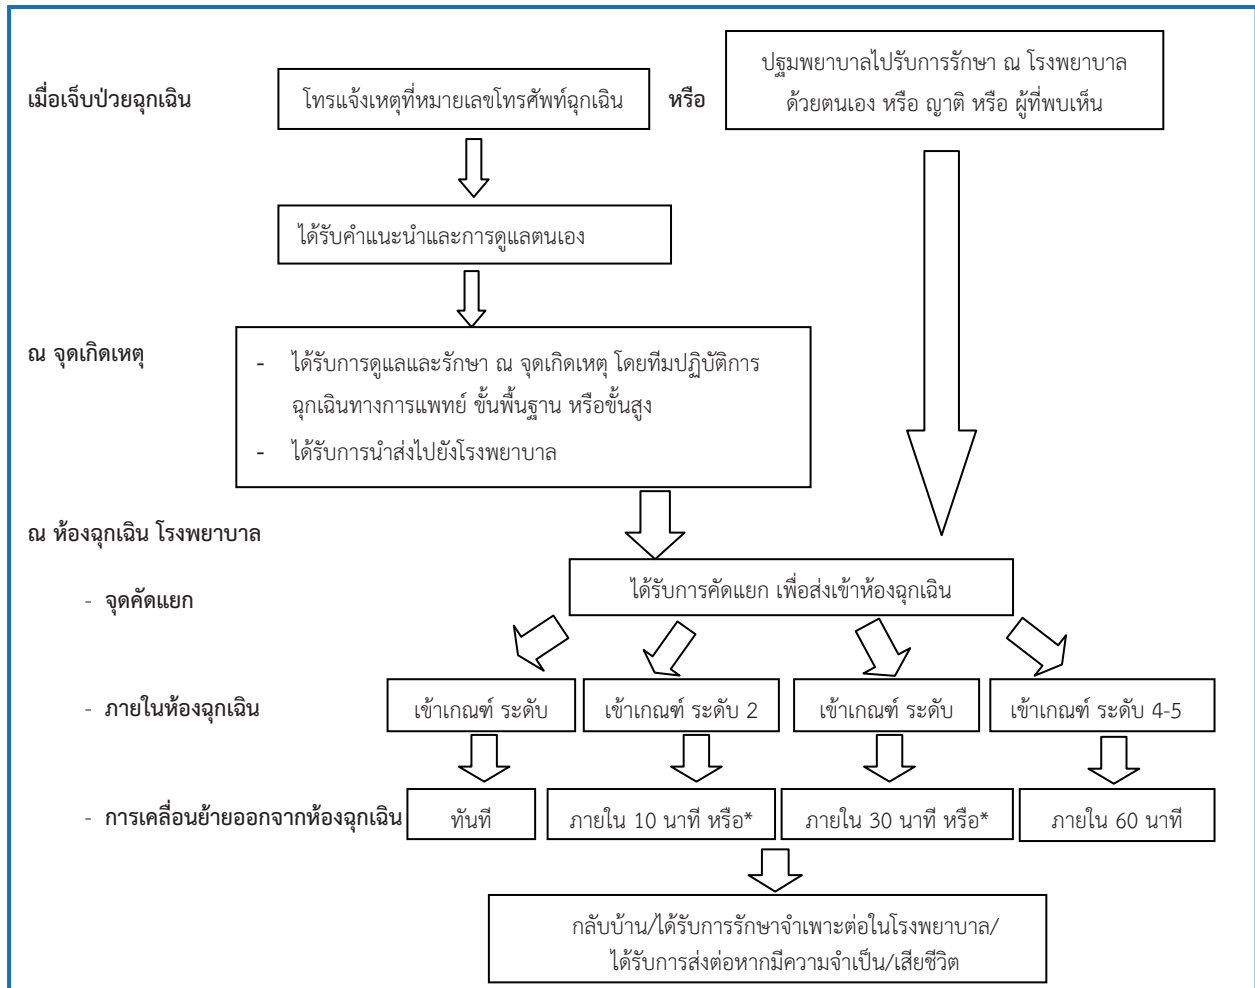 ปฐมพยาบาลไปรับการรักษา ณ โรงพยาบาล
ด้วยตนเอง หรือ ญาติ หรือ ผู้ที่พบเห็น
เมื่อเจ็บป่วยฉุกเฉิน
โทรแจ้งเหตุที่หมายเลขโทรศัพท์ฉุกเฉิน
หรือ
ได้รับคำแนะนำและการดูแลตนเอง
ณ จุดเกิดเหตุ
- ได้รับการดูแลและรักษา ณ จุดเกิดเหตุ โดยทีมปฏิบัติการ
ฉุกเฉินทางการแพทย์ ขั้นพื้นฐาน หรือขั้นสูง
- ได้รับการนำส่งไปยังโรงพยาบาล
ณ ห้องฉุกเฉิน โรงพยาบาล
- จุดคัดแยก
ได้รับการคัดแยก เพื่อส่งเข้าห้องฉุกเฉิน
- ภายในห้องฉุกเฉิน
เข้าเกณฑ์ ระดับ
เข้าเกณฑ์ ระดับ 2
เข้าเกณฑ์ ระดับ
เข้าเกณฑ์ ระดับ 4-5
- การเคลื่อนย้ายออกจากห้องฉุกเฉิน
ทันที
ภายใน 10 นาที หรือ*
ภายใน 30 นาที หรือ*
ภายใน 60 นาที
กลับบ้าน/ได้รับการรักษาจำเพาะต่อในโรงพยาบาล/
ได้รับการส่งต่อหากมีความจำเป็น/เสียชีวิต